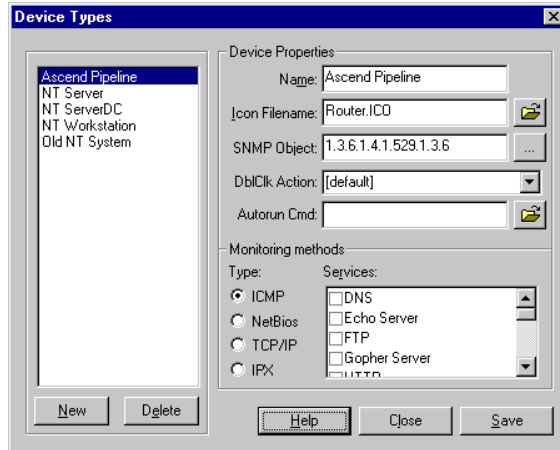 Device Types
Ascend Pipeline
NT Server
NT ServerDC
NT Workstation
Old NT System
New
Delete
Device Properties
Name: Ascend Pipeline
Icon Filename: Router.ICO
SNMP Object: 1.3.6.1.4.1.529.1.3.6
...
DblClk Action: [default]
Autorun Cmd:
Monitoring methods
Type:
ICMP
NetBios
TCP/IP
IPX
Services:
DNS
Echo Server
FTP
Gopher Server
HTTP
Help
Close
Save